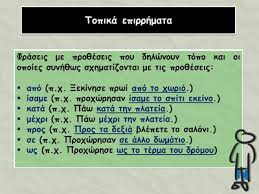 Τοπικά επιρρήματα
Φράσεις με προθέσεις που δηλώνουν τόπο και οι
οποίες συνήθως σχηματίζονται με τις προθέσεις:
▪ από (π.χ. Ξεκίνησε πρωί από το χωριό.)
▪ ίσαμε (π.χ. προχώρησαν ίσαμε το σπίτι εκείνο.)
▪ κατά (π.χ. Πάω κατά την πλατεία.)
▪ μέχρι (π.χ. Πάω μέχρι την πλατεία.)
▪ προς (π.χ. Προς τα δεξιά βλέπετε το σαλόνι.)
▪ σε (π.χ. Προχώρησαν σε άλλο δωμάτιο.)
▪ ως (π.χ. Προχώρησε ως το τέρμα του δρόμου)